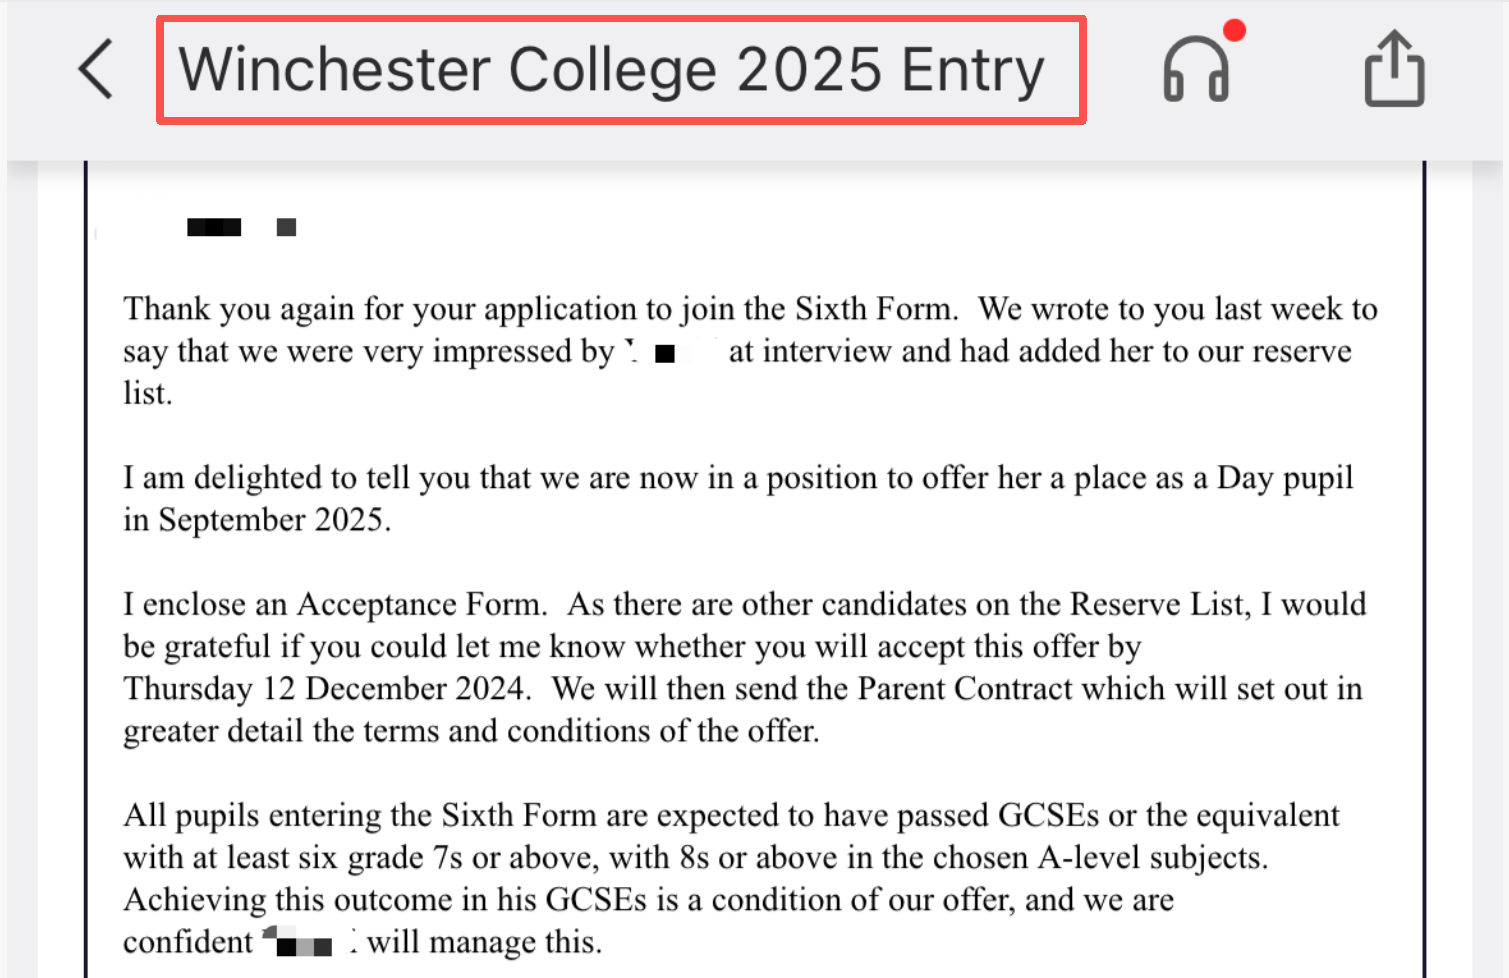 Winchester College 2025 Entry
Thank you again for your application to join the Sixth Form. We wrote to you last week to
say that we were very impressed by at interview and had added her to our reserve
list.
I am delighted to tell you that we are now in a position to offer her a place as a Day pupil
in September 2025.
I enclose an Acceptance Form. As there are other candidates on the Reserve List, I would
be grateful if you could let me know whether you will accept this offer by
Thursday 12 December 2024. We will then send the Parent Contract which will set out in
greater detail the terms and conditions of the offer.
All pupils entering the Sixth Form are expected to have passed GCSEs or the equivalent
with at least six grade 7s or above, with 8s or above in the chosen A-level subjects.
Achieving this outcome in his GCSEs is a condition of our offer, and we are
confident will manage this.